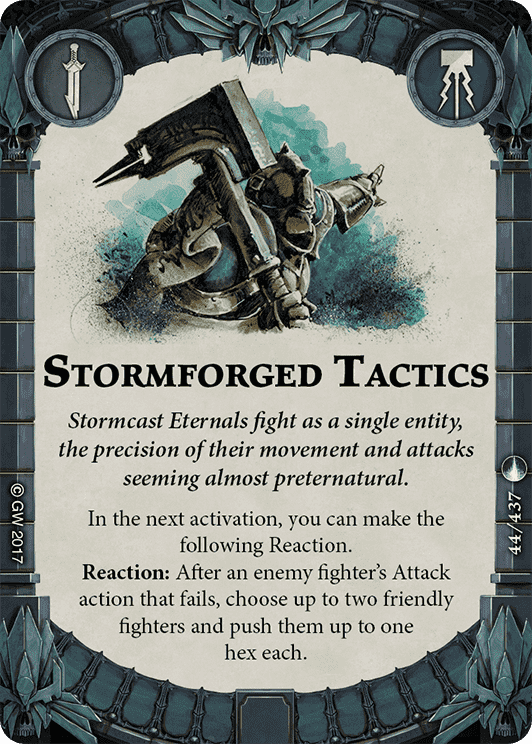 STORMFORGED TACTICS
Stormcast Eternals fight as a single entity,
the precision of their movement and attacks
seeming almost preternatural.
In the next activation, you can make the
following Reaction.
Reaction: After an enemy fighter's Attack
action that fails, choose up to two friendly
fighters and push them up to one
hex each.
© GW 2017
44/437